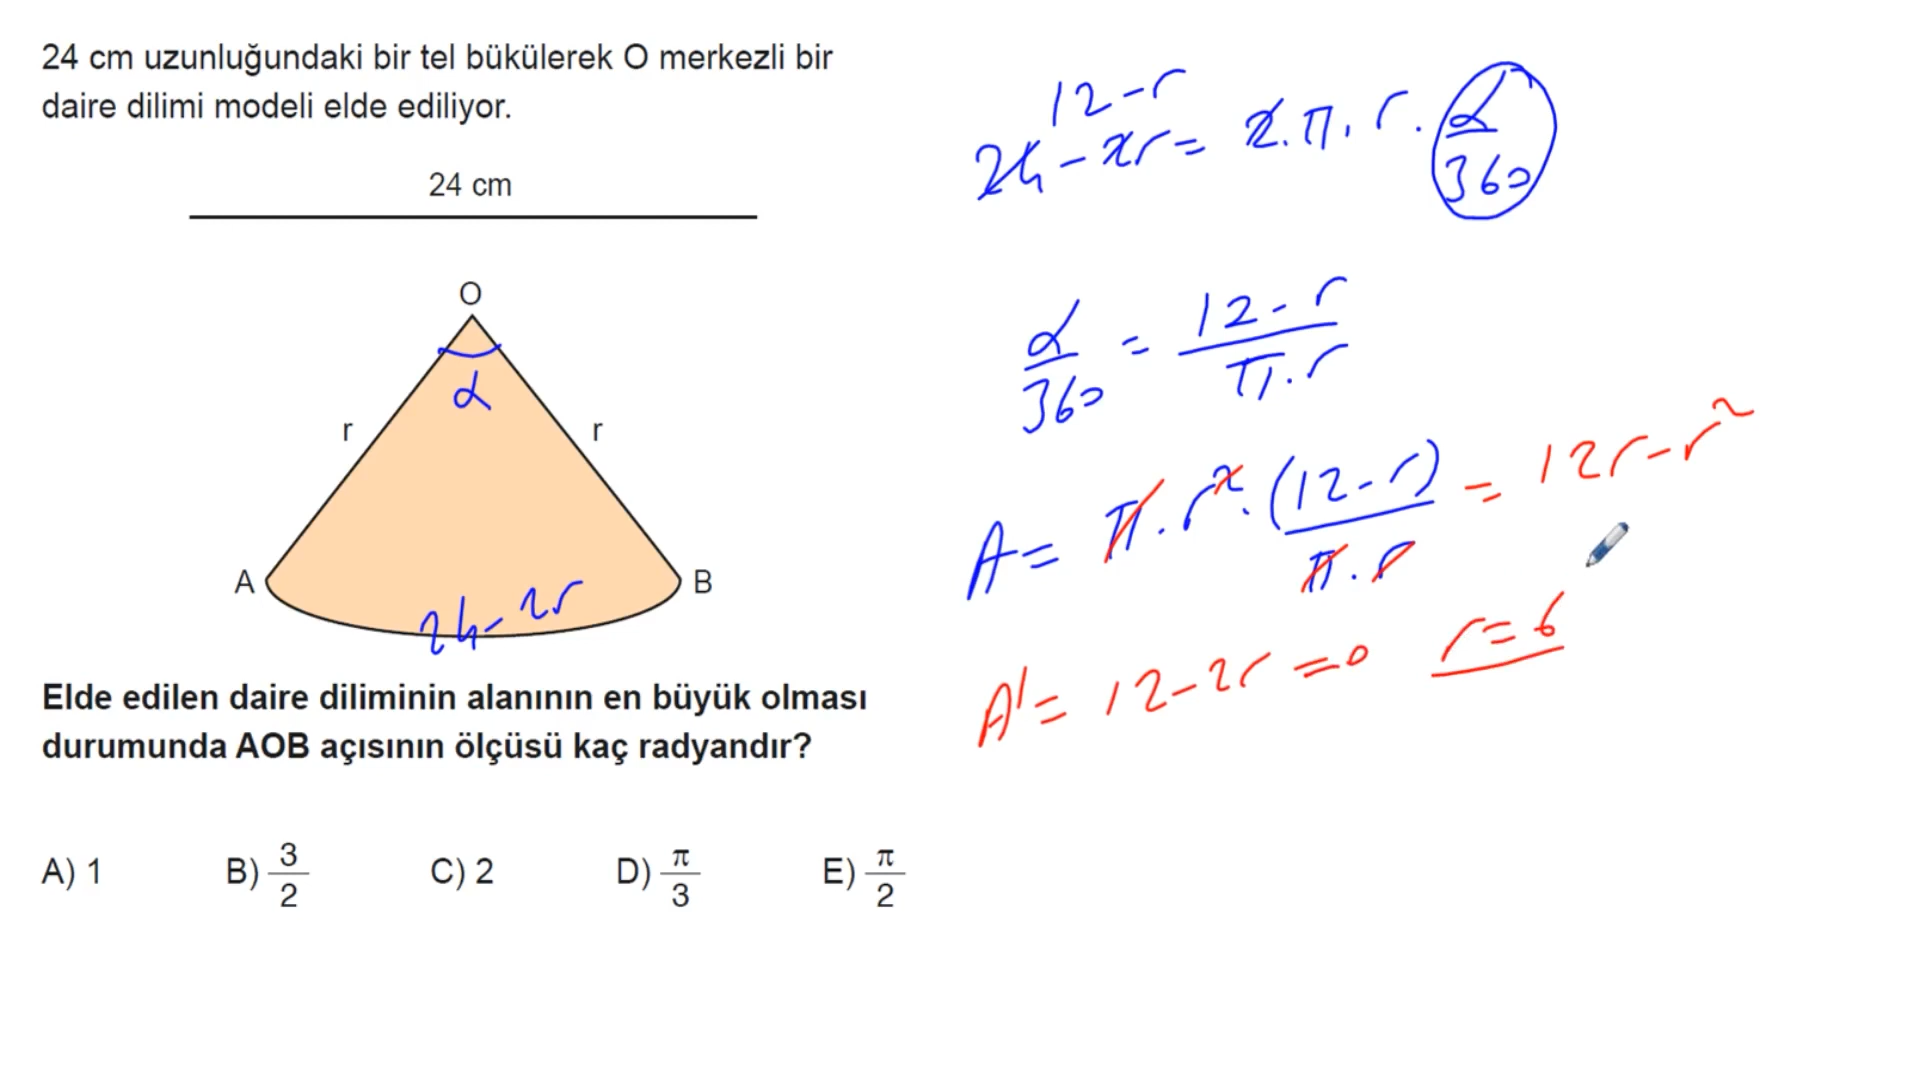 24 cm uzunluğundaki bir tel bükülerek O merkezli bir
daire dilimi modeli elde ediliyor.
24 cm
O
α
r
r
A
B
24-2r
Elde edilen daire diliminin alanının en büyük olması
durumunda AOB açısının ölçüsü kaç radyandır?
A) 1 B) 3/2 C) 2 D) π/3 E) π/2
12-r
24-2r = 2.π.r.α/360
α/360 = 12-r/π.r
A = π.r².(12-r)/π.r = 12r-r²
A' = 12-2r = 0 r=6